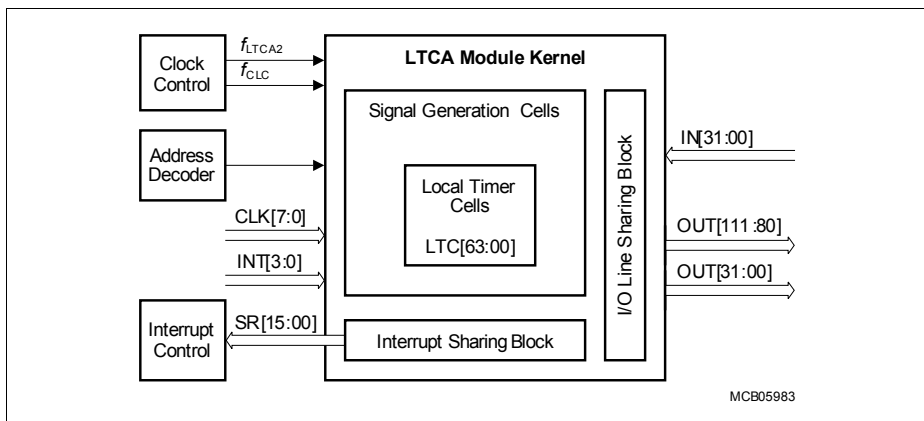 Clock
Control
fLTCA2
fCLC
LTCA Module Kernel
Signal Generation Cells
Address
Decoder
Local Timer
Cells
LTC[63:00]
I/O Line Sharing Block
IN[31:00]
CLK[7:0]
INT[3:0]
OUT[111:80]
OUT[31:00]
Interrupt
Control
SR[15:00]
Interrupt Sharing Block
MCB05983